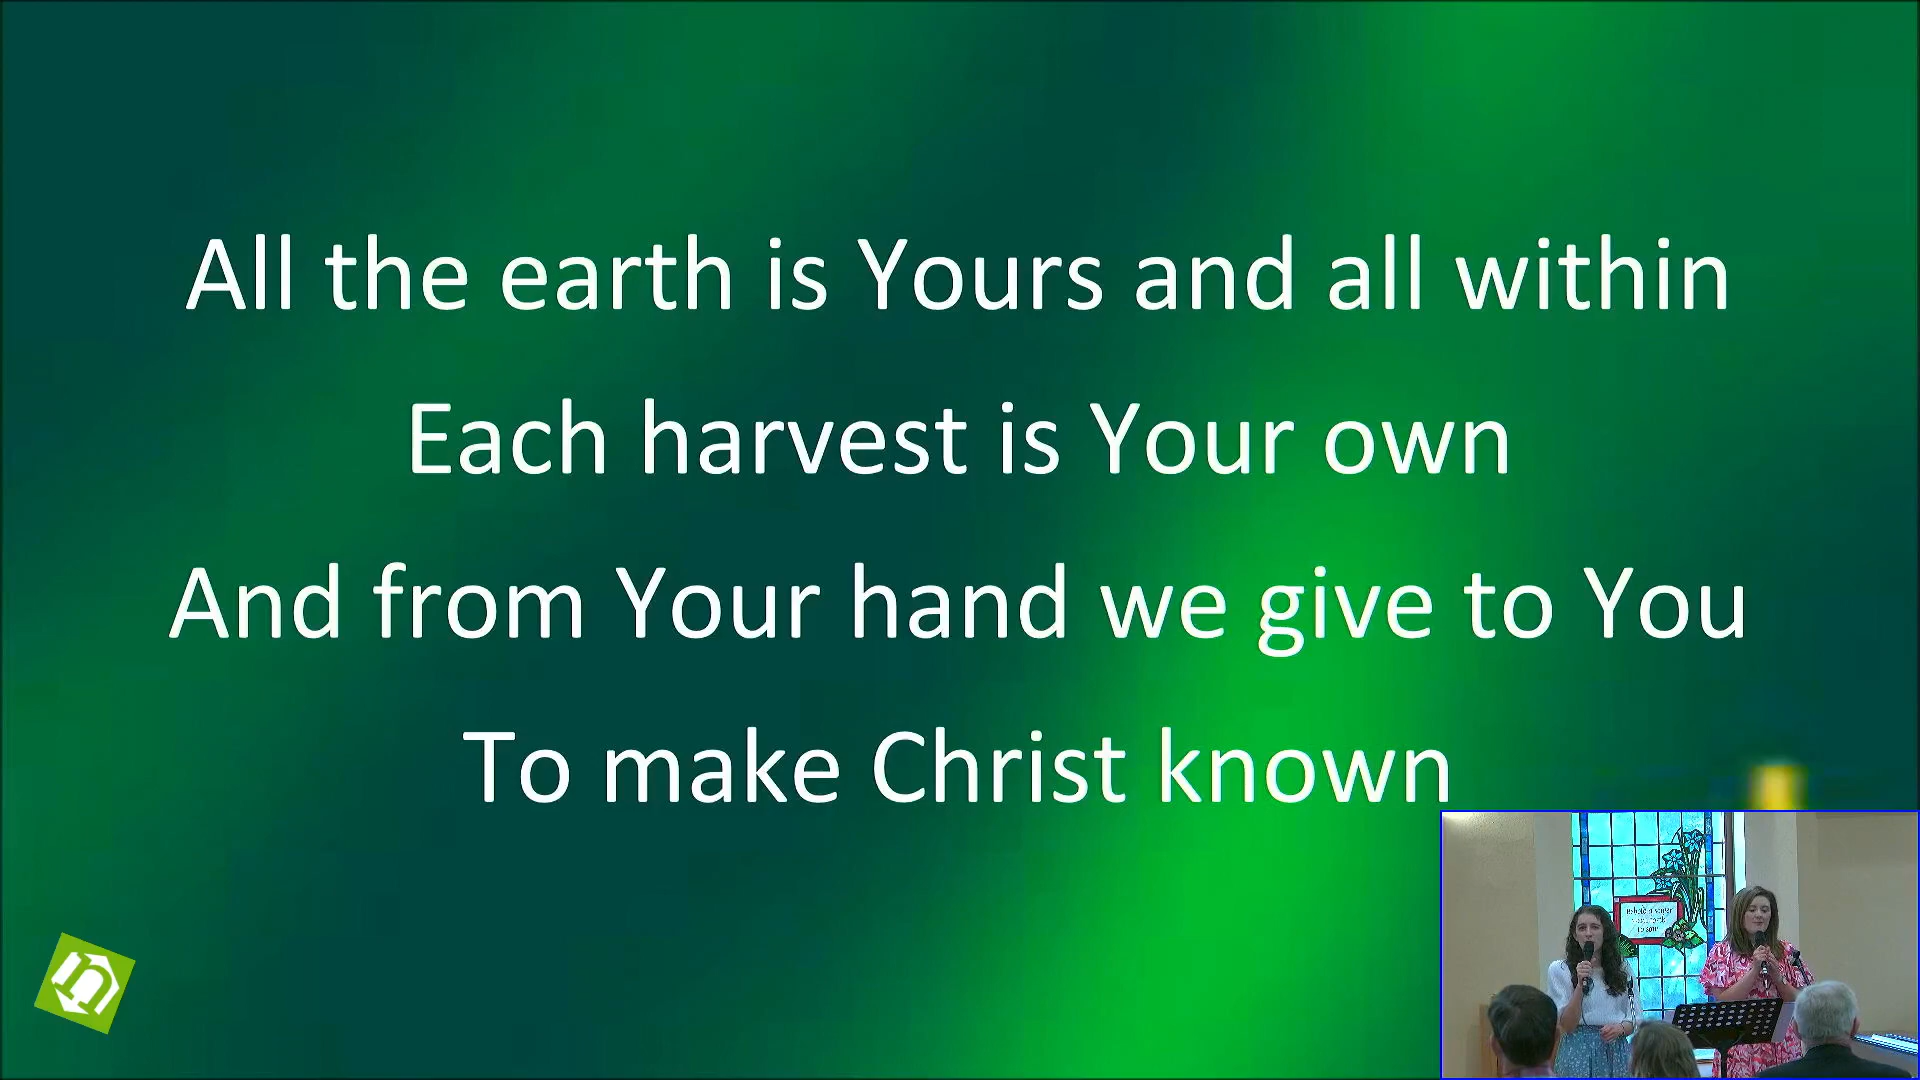 All the earth is Yours and all within
Each harvest is Your own
And from Your hand we give to You
To make Christ known